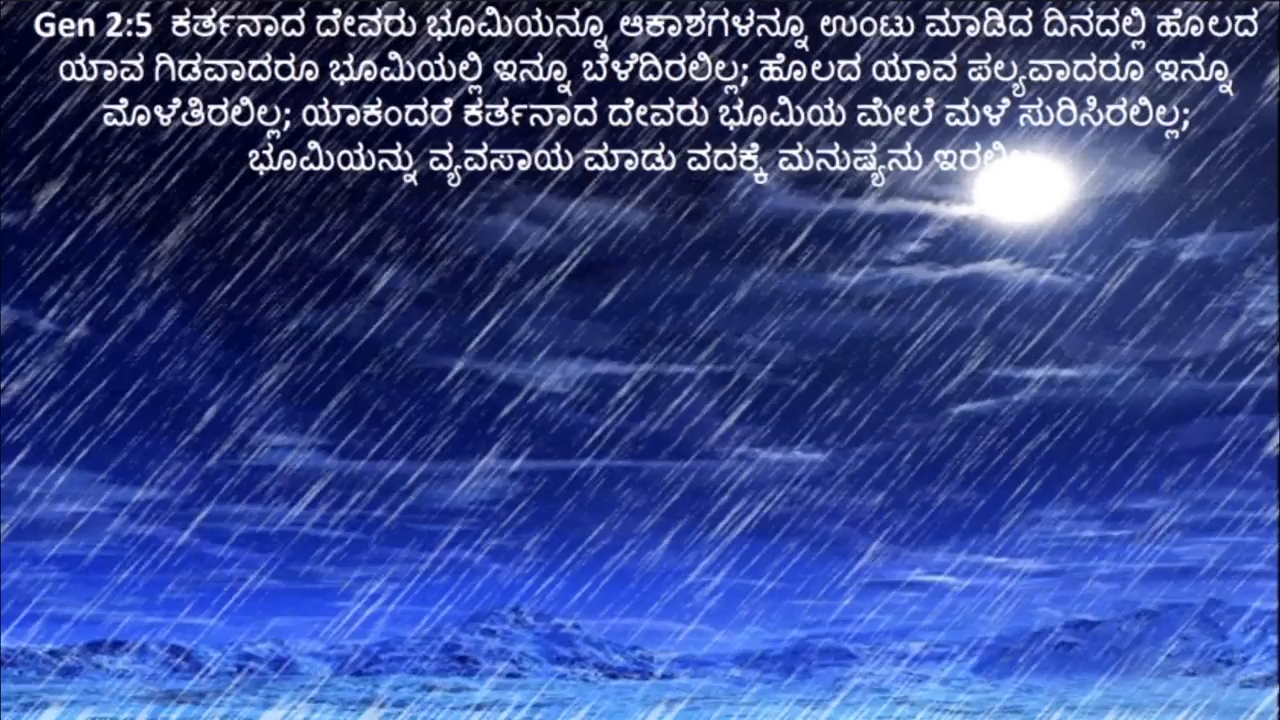 Gen 2:5 ಕರ್ತನಾದ ದೇವರು ಭೂಮಿಯನ್ನೂ ಆಕಾಶಗಳನ್ನೂ ಉಂಟು ಮಾಡಿದ ದಿನದಲ್ಲಿ ಹೊಲದ
ಯಾವ ಗಿಡವಾದರೂ ಭೂಮಿಯಲ್ಲಿ ಇನ್ನೂ ಬೆಳೆದಿರಲಿಲ್ಲ; ಹೊಲದ ಯಾವ ಪಲ್ಯವಾದರೂ ಇನ್ನೂ
ಮೊಳೆತಿರಲಿಲ್ಲ; ಯಾಕಂದರೆ ಕರ್ತನಾದ ದೇವರು ಭೂಮಿಯ ಮೇಲೆ ಮಳೆ ಸುರಿಸಿರಲಿಲ್ಲ;
ಭೂಮಿಯನ್ನು ವ್ಯವಸಾಯ ಮಾಡು ವದಕ್ಕೆ ಮನುಷ್ಯನು